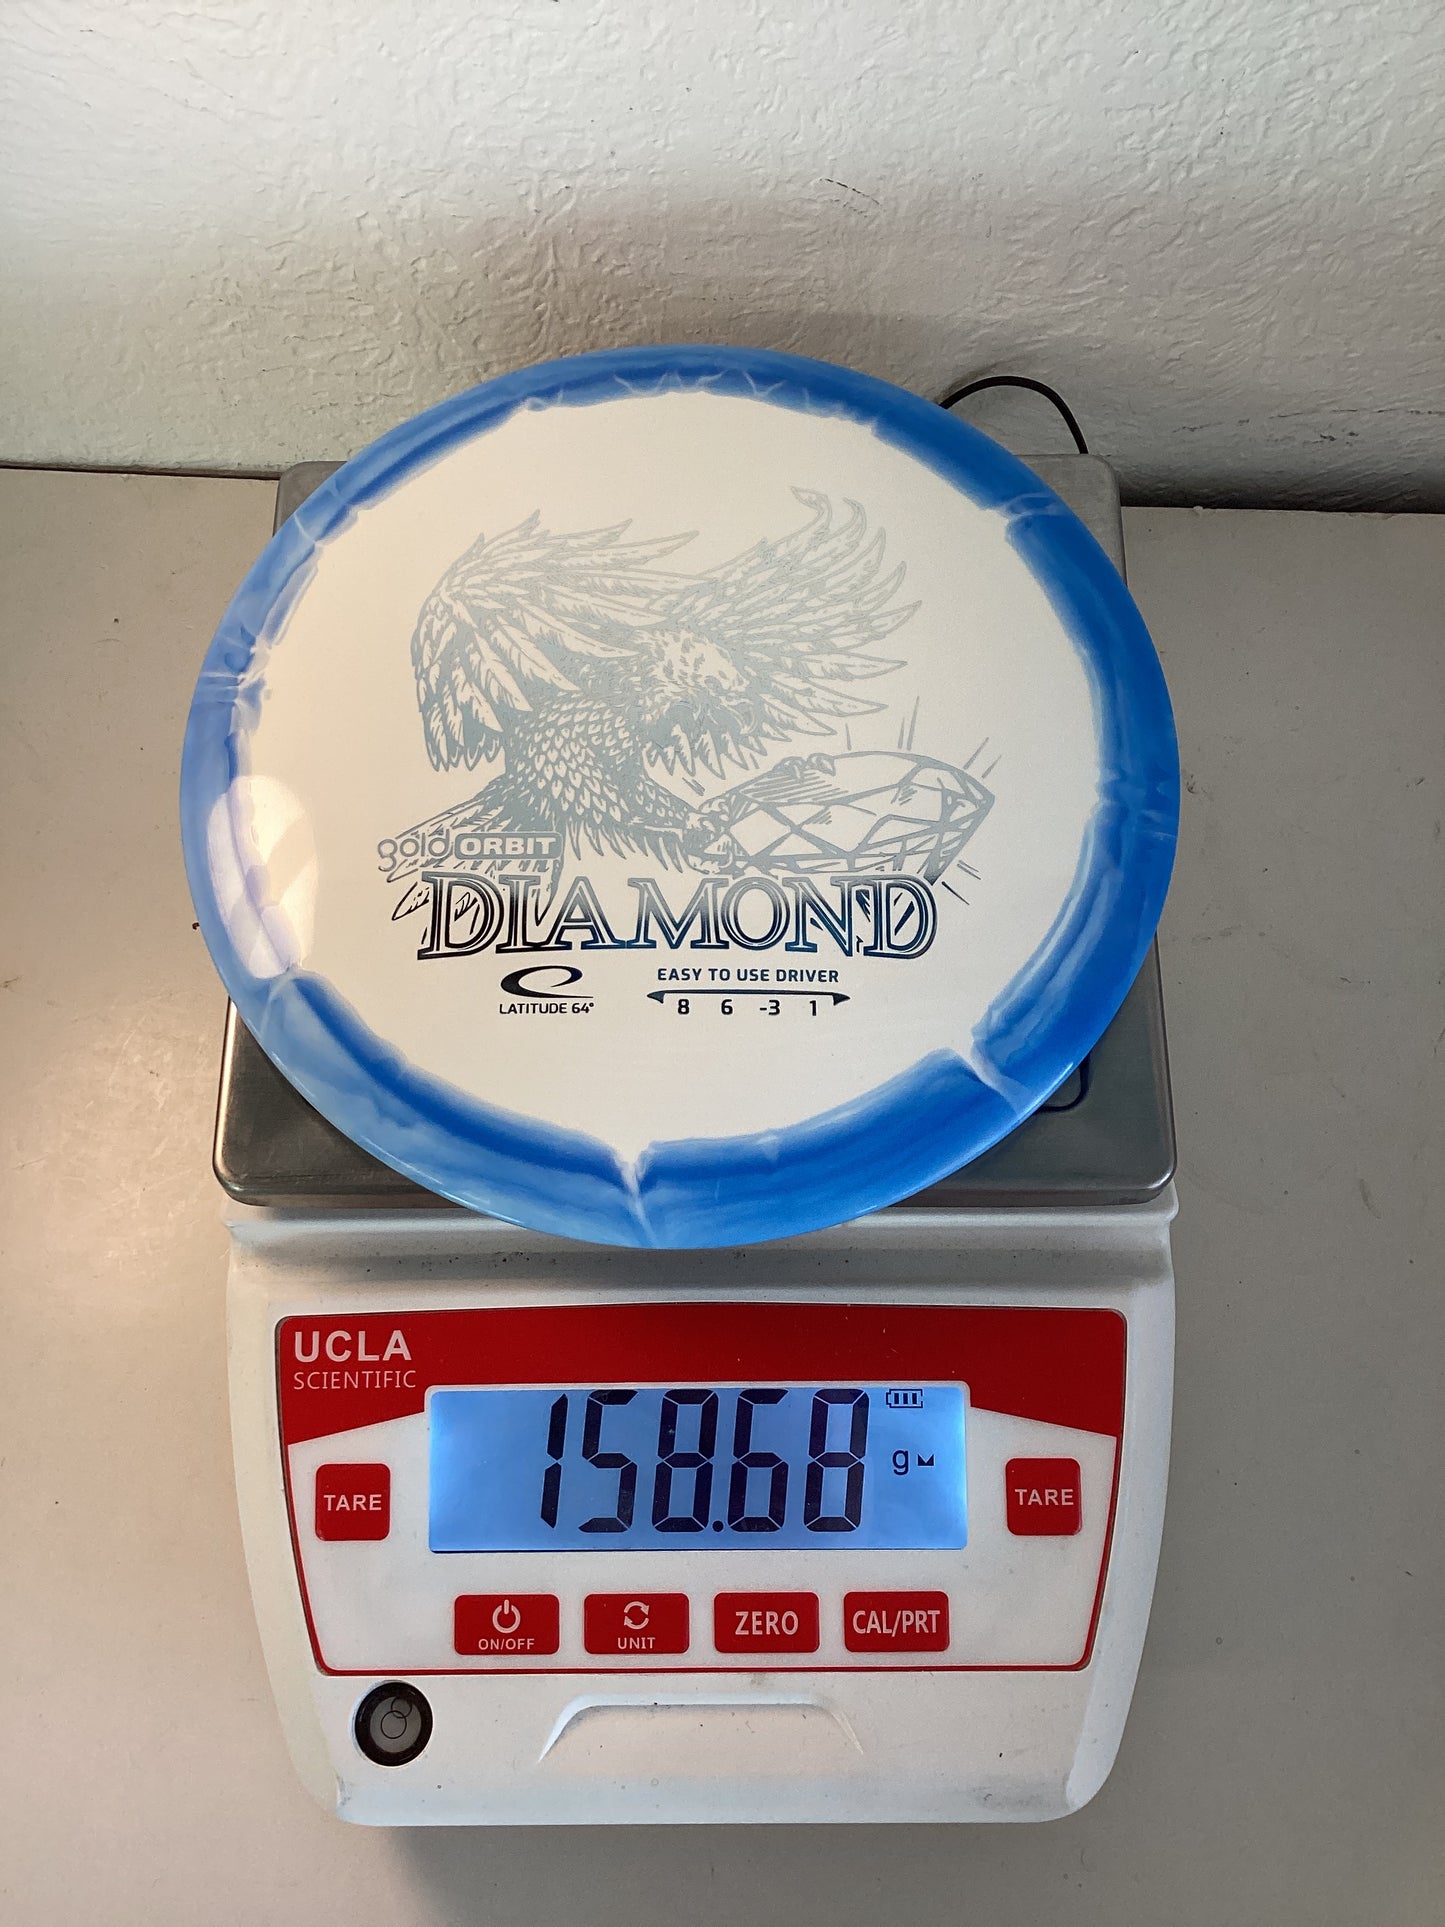 gold ORBIT
DIAMOND
LATITUDE 64°
EASY TO USE DRIVER
8 6 -3 1
UCLA
SCIENTIFIC
158.68 g
TARE
TARE
ON/OFF
UNIT
ZERO
CAL/PRT